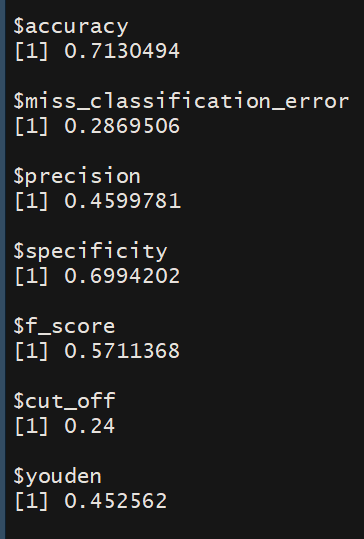 $accuracy
[1] 0.7130494
$miss_classification_error
[1] 0.2869506
$precision
[1] 0.4599781
$specificity
[1] 0.6994202
$f_score
[1] 0.5711368
$cut_off
[1] 0.24
$youden
[1] 0.452562